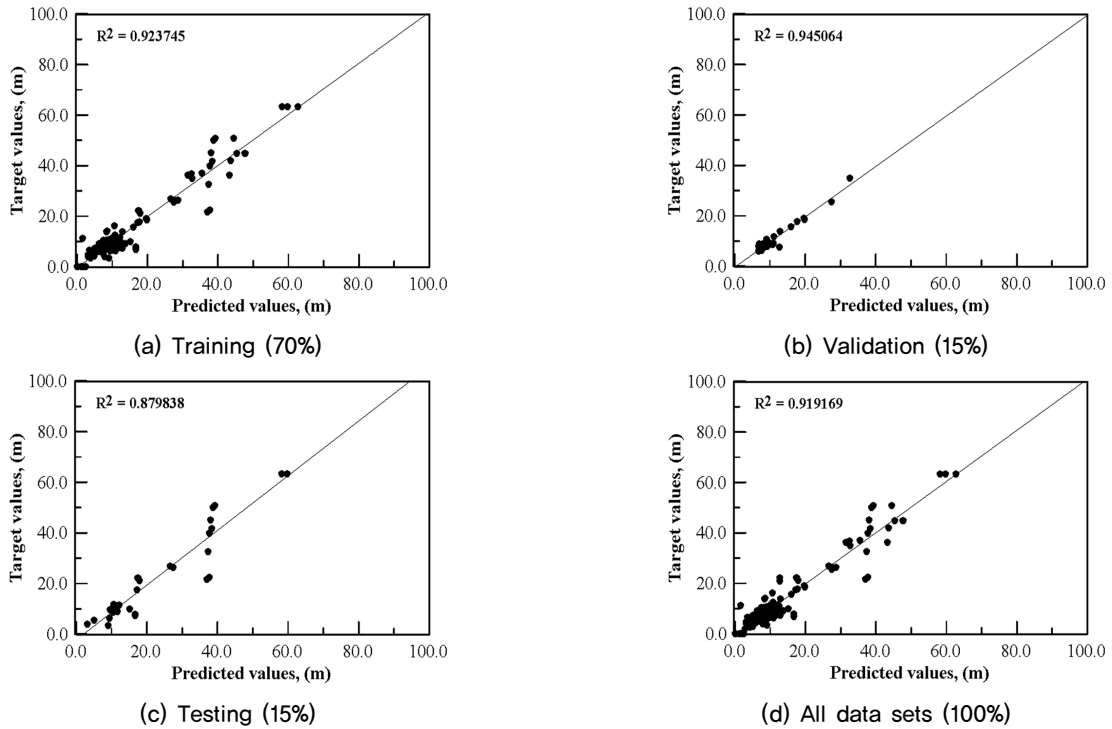 100.0
R2 = 0.923745
80.0
60.0
40.0
20.0
0.0
Target values, (m)
0.0 20.0 40.0 60.0 80.0 100.0
Predicted values, (m)
(a) Training (70%)
100.0
R2 = 0.945064
80.0
60.0
40.0
20.0
0.0
Target values, (m)
0.0 20.0 40.0 60.0 80.0 100.0
Predicted values, (m)
(b) Validation (15%)
100.0
R2 = 0.879838
80.0
60.0
40.0
20.0
0.0
Target values, (m)
0.0 20.0 40.0 60.0 80.0 100.0
Predicted values, (m)
(c) Testing (15%)
100.0
R2 = 0.919169
80.0
60.0
40.0
20.0
0.0
Target values, (m)
0.0 20.0 40.0 60.0 80.0 100.0
Predicted values, (m)
(d) All data sets (100%)